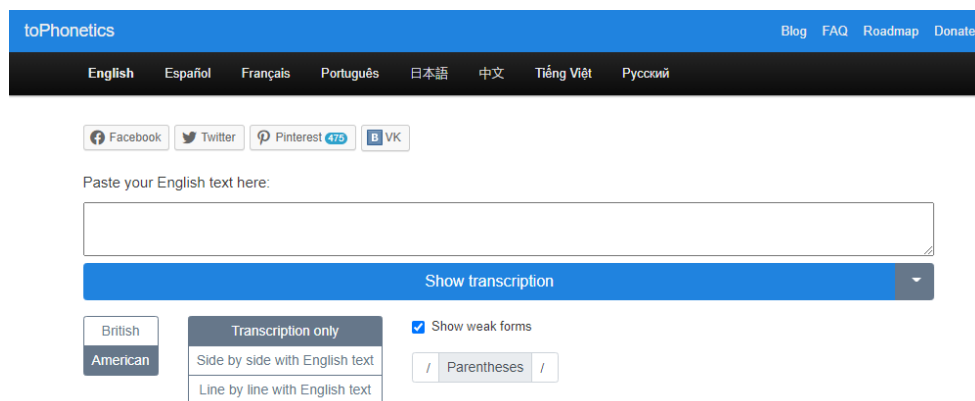 toPhonetics Blog FAQ Roadmap Donate
English Español Français Português 日本語 中文 Tiếng Việt Русский
Facebook Twitter Pinterest 475 B VK
Paste your English text here:
Show transcription
British Transcription only Show weak forms
American Side by side with English text / Parentheses /
Line by line with English text